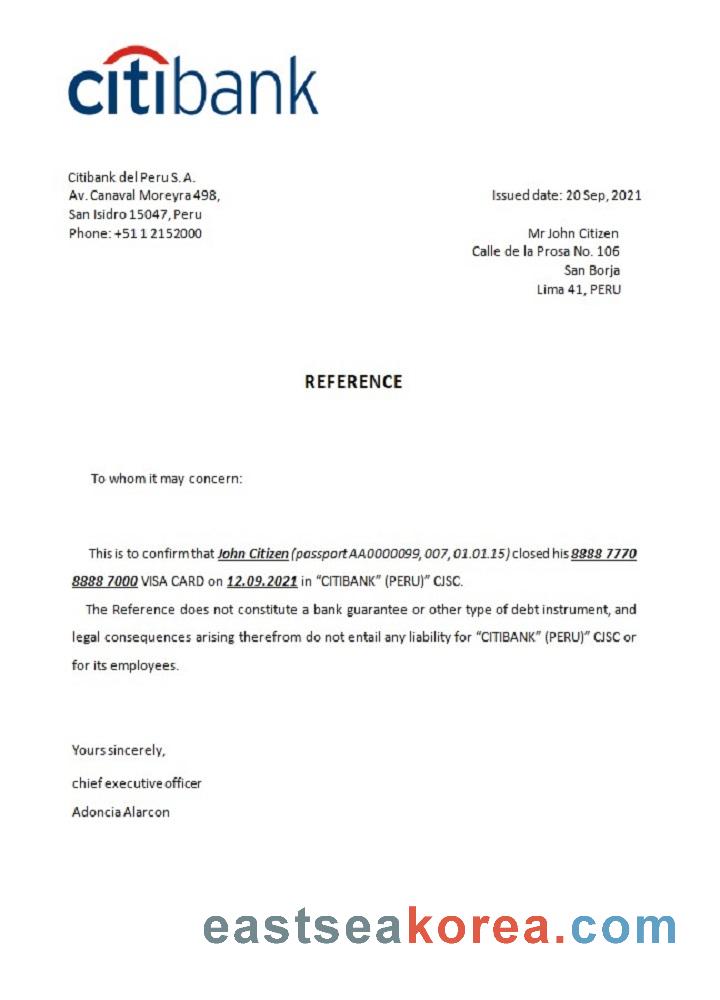 citibank
Citibank del Peru S.A.
Av. Canaval Moreyra 498,
San Isidro 15047, Peru
Phone: +51 1 2152000
Issued date: 20 Sep, 2021
Mr John Citizen
Calle de la Prosa No. 106
San Borja
Lima 41, PERU
REFERENCE
To whom it may concern:
This is to confirm that John Citizen (passport AA0000099, 007, 01.01.15) closed his 8888 7770
8888 7000 VISA CARD on 12.09.2021 in “CITIBANK” (PERU)” CJSC.
The Reference does not constitute a bank guarantee or other type of debt instrument, and
legal consequences arising therefrom do not entail any liability for “CITIBANK” (PERU)” CJSC or
for its employees.
Yours sincerely,
chief executive officer
Adoncia Alarcon
eastseakorea.com